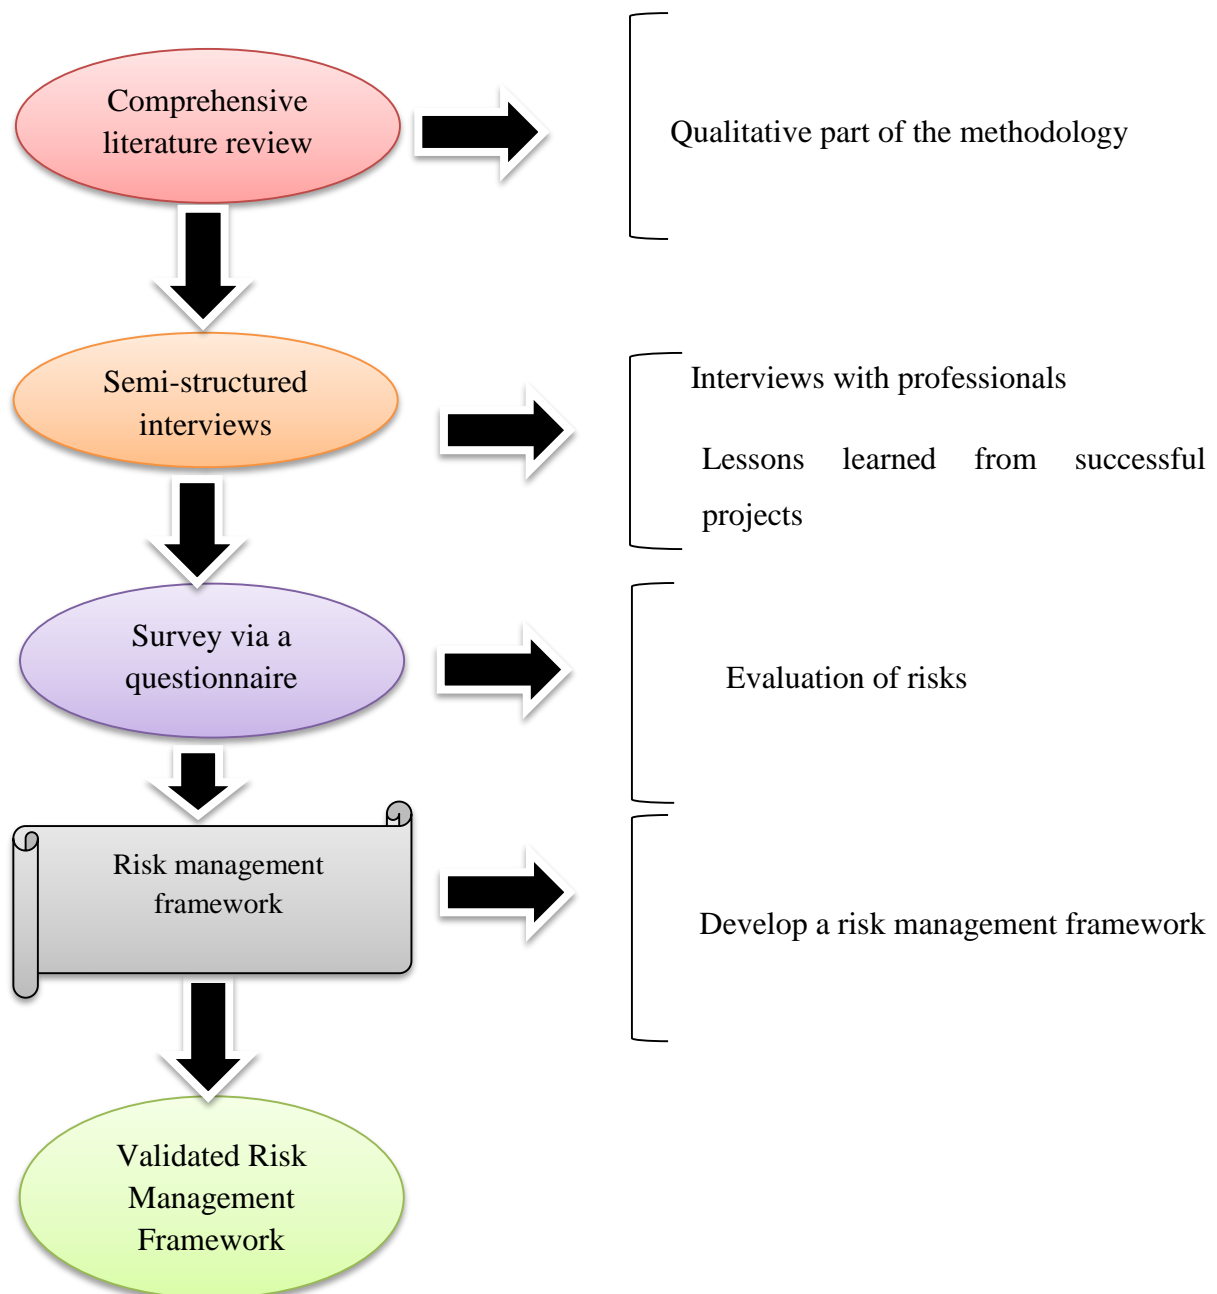 Comprehensive
literature review
Qualitative part of the methodology
Semi-structured
interviews
Interviews with professionals
Lessons learned from successful
projects
Survey via a
questionnaire
Evaluation of risks
Risk management
framework
Develop a risk management framework
Validated Risk
Management
Framework